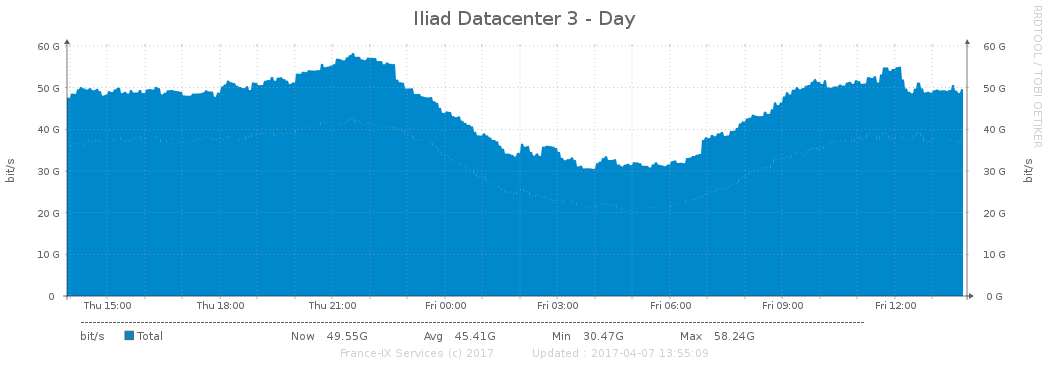 Iliad Datacenter 3 - Day
RRDTOOL / TOBI OETIKER
60 G 60 G
50 G 50 G
40 G 40 G
30 G 30 G
20 G 20 G
10 G 10 G
0 0 G
bit/s bit/s
Thu 15:00 Thu 18:00 Thu 21:00 Fri 00:00 Fri 03:00 Fri 06:00 Fri 09:00 Fri 12:00
bit/s Total Now 49.55G Avg 45.41G Min 30.47G Max 58.24G
France-IX Services (c) 2017 Updated : 2017-04-07 13:55:09